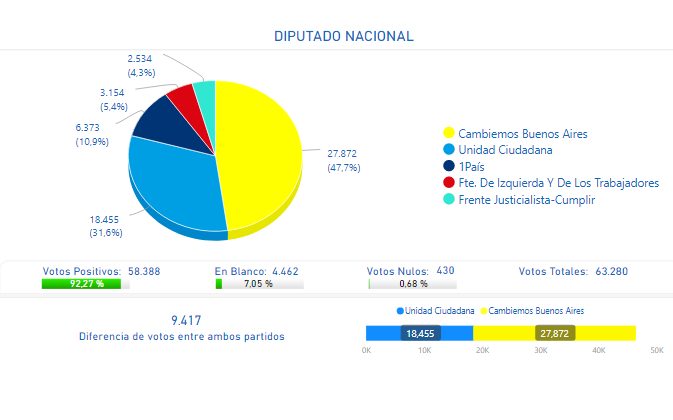 DIPUTADO NACIONAL
2.534
(4,3%)
3.154
(5,4%)
6.373
(10,9%)
27.872
(47,7%)
18.455
(31,6%)
Cambiemos Buenos Aires
Unidad Ciudadana
1País
Fte. De Izquierda Y De Los Trabajadores
Frente Justicialista-Cumplir
Votos Positivos: 58.388
92,27 %
En Blanco: 4.462
7,05 %
Votos Nulos: 430
0,68 %
Votos Totales: 63.280
9.417
Diferencia de votos entre ambos partidos
Unidad Ciudadana Cambiemos Buenos Aires
18,455 27,872
0K 10K 20K 30K 40K 50K